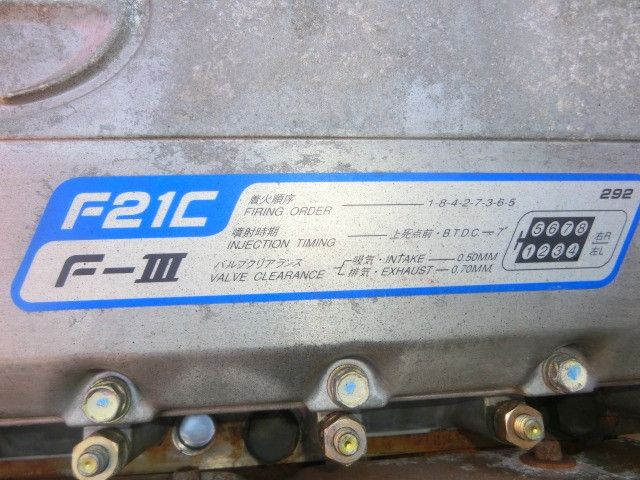 F21C
F-III
着火順序
FIRING ORDER 1-8-4-2-7-3-6-5
噴射時期
INJECTION TIMING 上死点前・B.T.D.C. 7°
バルブクリアランス
VALVE CLEARANCE
吸気・INTAKE 0.50MM
排気・EXHAUST 0.70MM
292
5678 右R
1234 左L